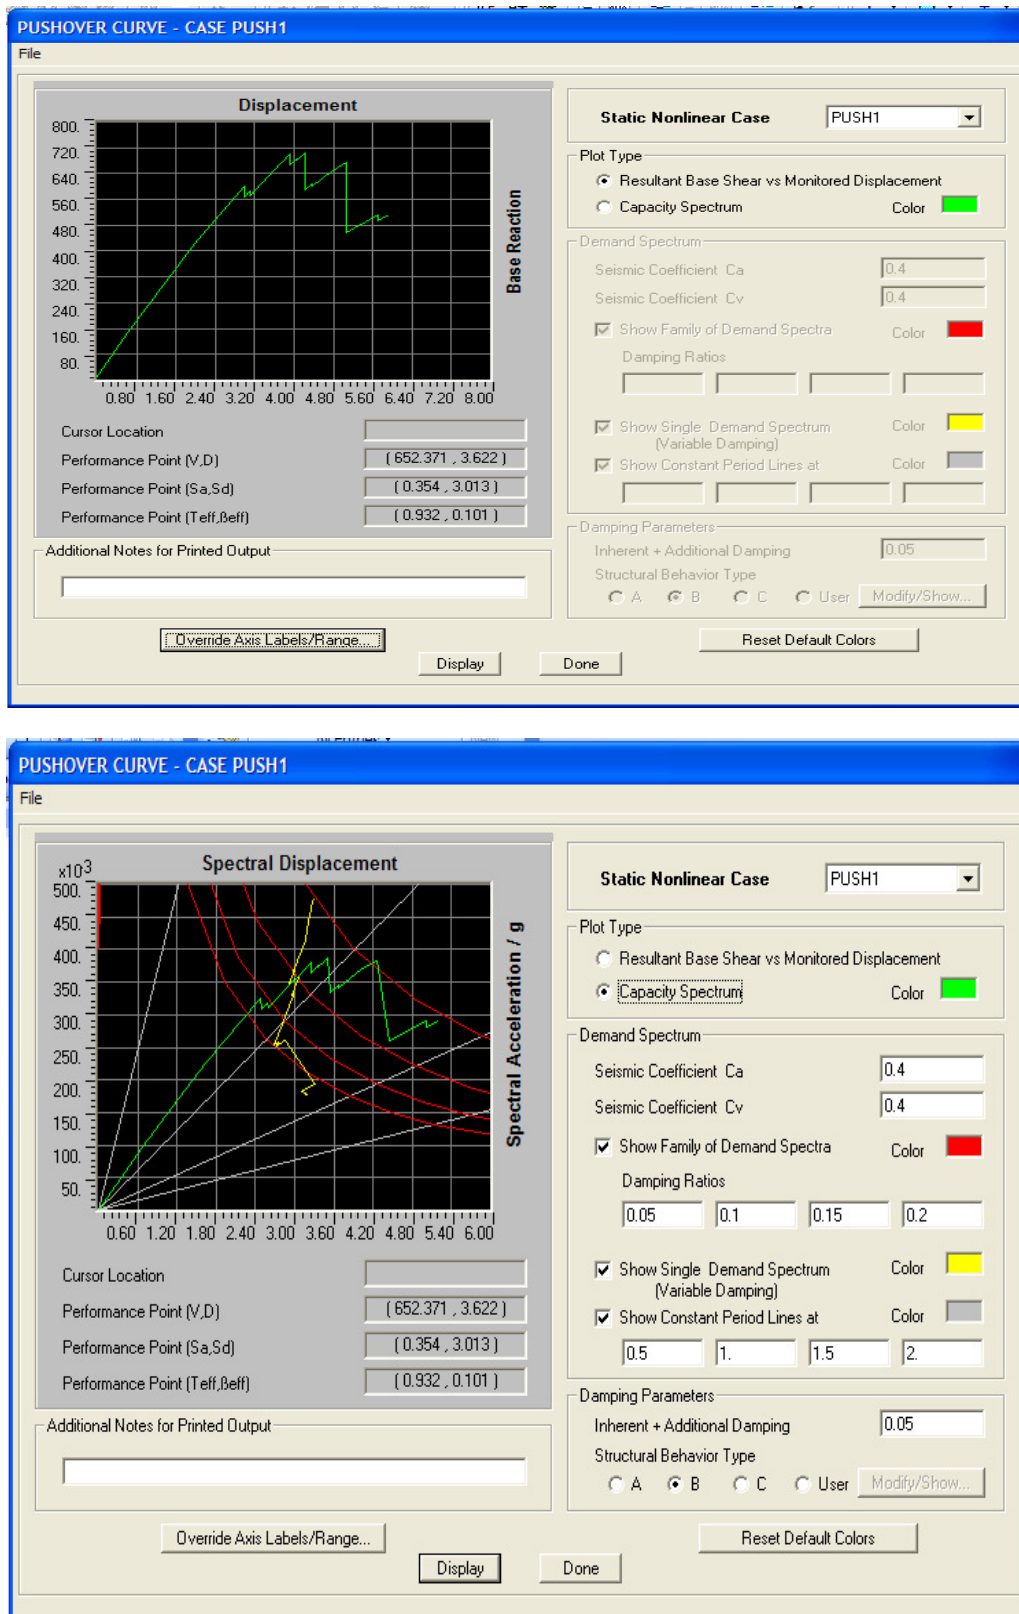 PUSHOVER CURVE - CASE PUSH1
File
Displacement
800.
720.
640.
560.
480.
400.
320.
240.
160.
80.
0.80 1.60 2.40 3.20 4.00 4.80 5.60 6.40 7.20 8.00
Base Reaction
Cursor Location
Performance Point (V,D) ( 652.371 , 3.622 )
Performance Point (Sa,Sd) ( 0.354 , 3.013 )
Performance Point (Teff,βeff) ( 0.932 , 0.101 )
Additional Notes for Printed Output
Override Axis Labels/Range...
Static Nonlinear Case PUSH1
Plot Type
Resultant Base Shear vs Monitored Displacement
Capacity Spectrum Color
Demand Spectrum
Seismic Coefficient Ca 0.4
Seismic Coefficient Cv 0.4
Show Family of Demand Spectra Color
Damping Ratios
Show Single Demand Spectrum Color
(Variable Damping)
Show Constant Period Lines at Color
Damping Parameters
Inherent + Additional Damping 0.05
Structural Behavior Type
A B C User Modify/Show...
Reset Default Colors
Display Done
PUSHOVER CURVE - CASE PUSH1
File
Spectral Displacement
x10³
500.
450.
400.
350.
300.
250.
200.
150.
100.
50.
0.60 1.20 1.80 2.40 3.00 3.60 4.20 4.80 5.40 6.00
Spectral Acceleration / g
Cursor Location
Performance Point (V,D) ( 652.371 , 3.622 )
Performance Point (Sa,Sd) ( 0.354 , 3.013 )
Performance Point (Teff,βeff) ( 0.932 , 0.101 )
Additional Notes for Printed Output
Override Axis Labels/Range...
Static Nonlinear Case PUSH1
Plot Type
Resultant Base Shear vs Monitored Displacement
Capacity Spectrum Color
Demand Spectrum
Seismic Coefficient Ca 0.4
Seismic Coefficient Cv 0.4
Show Family of Demand Spectra Color
Damping Ratios
0.05 0.1 0.15 0.2
Show Single Demand Spectrum Color
(Variable Damping)
Show Constant Period Lines at Color
0.5 1. 1.5 2.
Damping Parameters
Inherent + Additional Damping 0.05
Structural Behavior Type
A B C User Modify/Show...
Reset Default Colors
Display Done